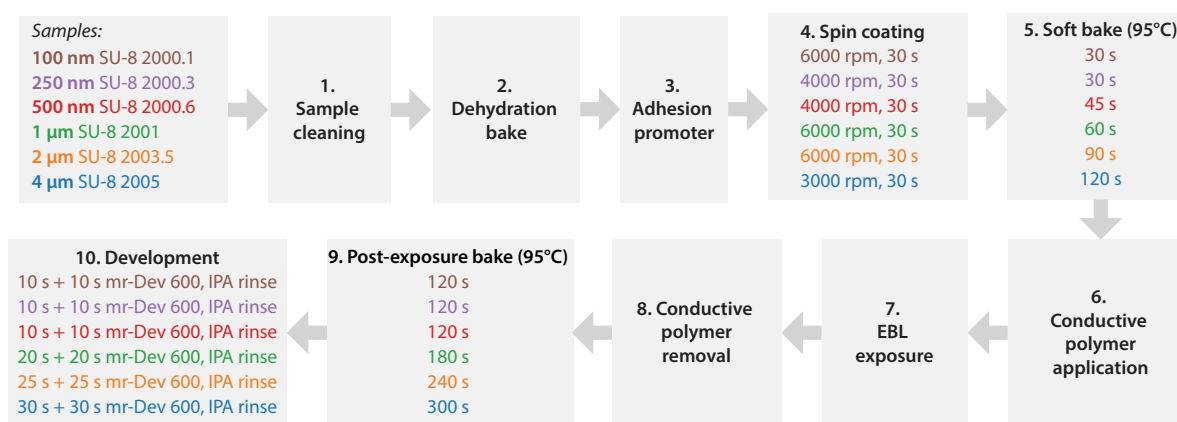 Samples:
100 nm SU-8 2000.1
250 nm SU-8 2000.3
500 nm SU-8 2000.6
1 µm SU-8 2001
2 µm SU-8 2003.5
4 µm SU-8 2005
1.
Sample
cleaning
2.
Dehydration
bake
3.
Adhesion
promoter
4. Spin coating
6000 rpm, 30 s
4000 rpm, 30 s
4000 rpm, 30 s
6000 rpm, 30 s
6000 rpm, 30 s
3000 rpm, 30 s
5. Soft bake (95°C)
30 s
30 s
45 s
60 s
90 s
120 s
6.
Conductive
polymer
application
7.
EBL
exposure
8. Conductive
polymer
removal
9. Post-exposure bake (95°C)
120 s
120 s
120 s
180 s
240 s
300 s
10. Development
10 s + 10 s mr-Dev 600, IPA rinse
10 s + 10 s mr-Dev 600, IPA rinse
10 s + 10 s mr-Dev 600, IPA rinse
20 s + 20 s mr-Dev 600, IPA rinse
25 s + 25 s mr-Dev 600, IPA rinse
30 s + 30 s mr-Dev 600, IPA rinse